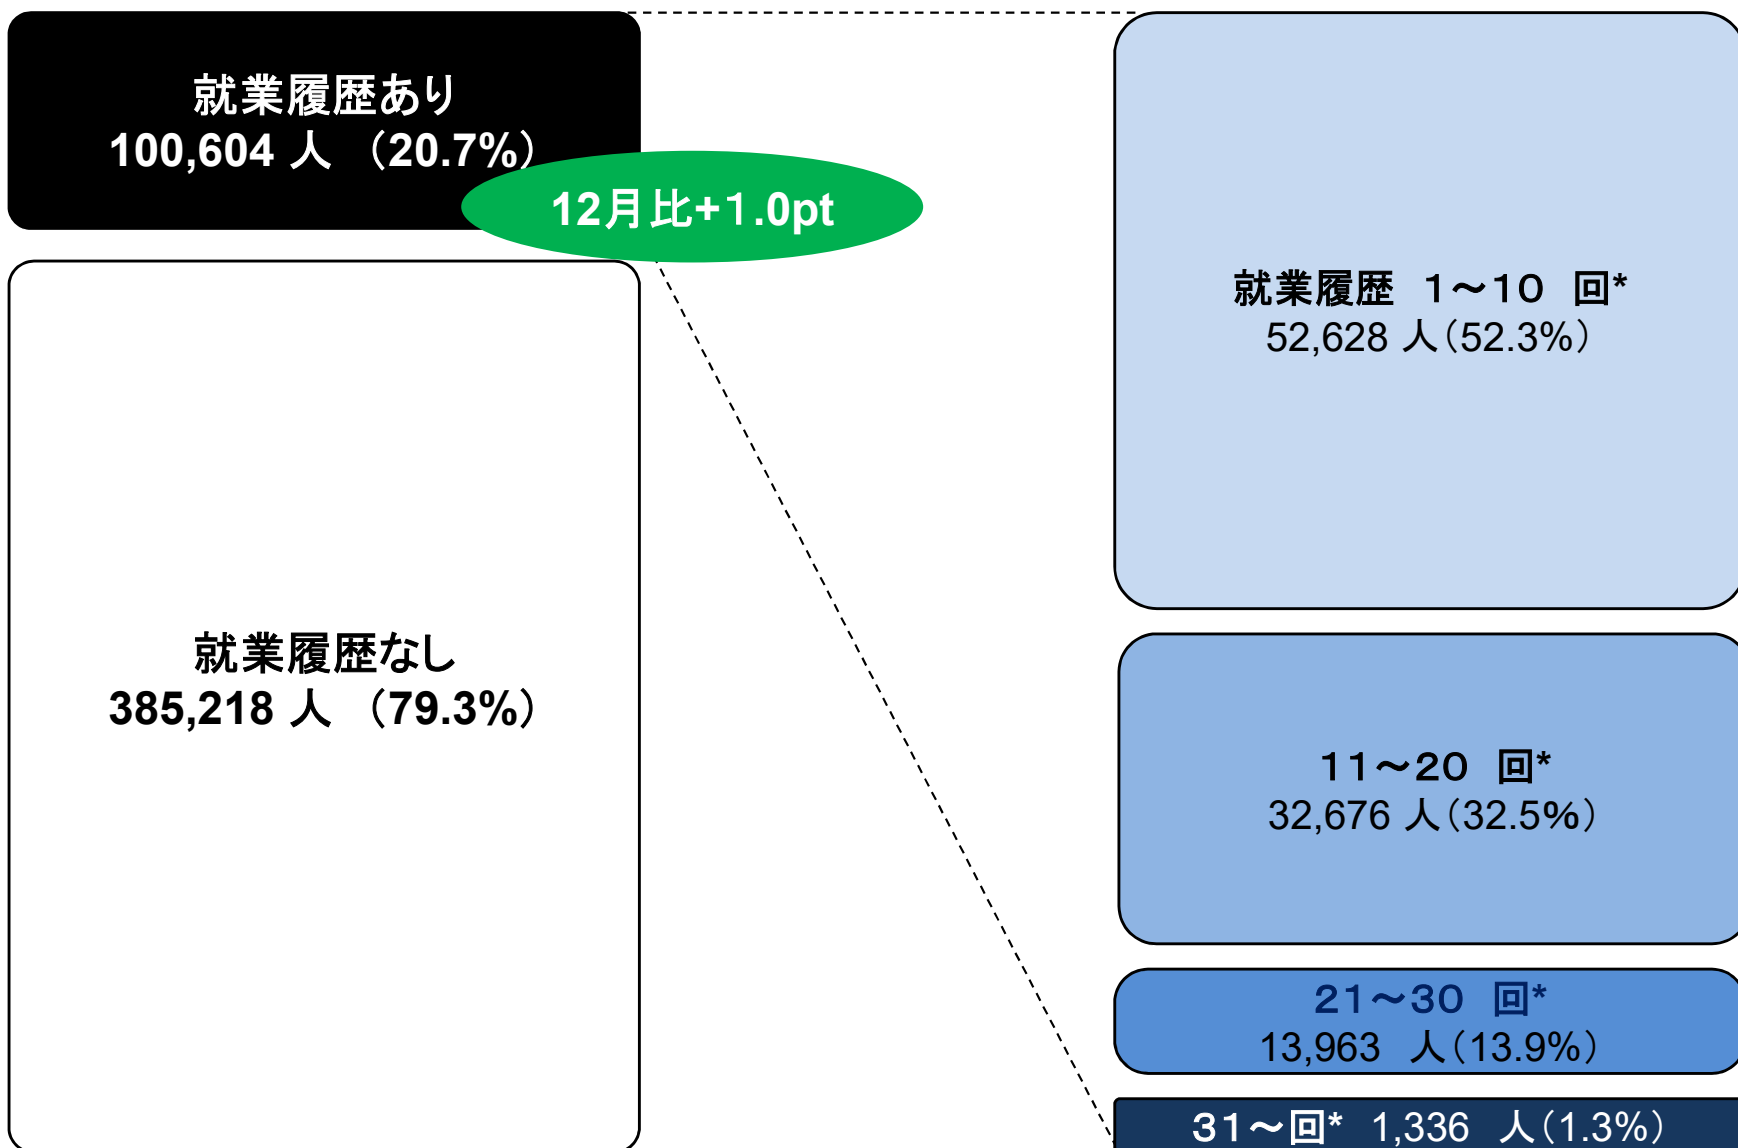 就業履歴あり
100,604 人 （20.7%）
12月比+１.0pt
就業履歴なし
385,218 人 （79.3%）
就業履歴　１～１０　回*
52,628 人（52.3%）
１１～２０　回*
32,676 人（32.5%）
２１～３０　回*
13,963　人（13.9%）
３１～回*　1,336　人（1.3%）